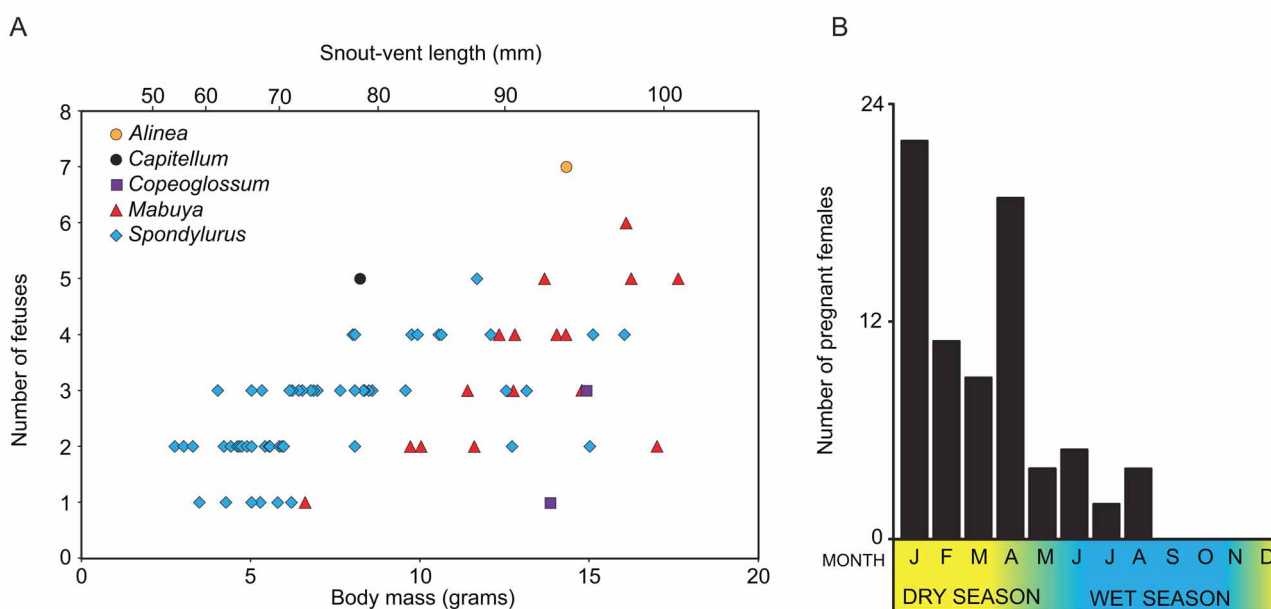 A
Snout-vent length (mm)
50 60 70 80 90 100
8
7
6
5
4
3
2
1
0
Number of fetuses
Alinea
Capitellum
Copeoglossum
Mabuya
Spondylurus
0 5 10 15 20
Body mass (grams)
B
24
12
0
Number of pregnant females
MONTH J F M A M J J A S O N D
DRY SEASON WET SEASON